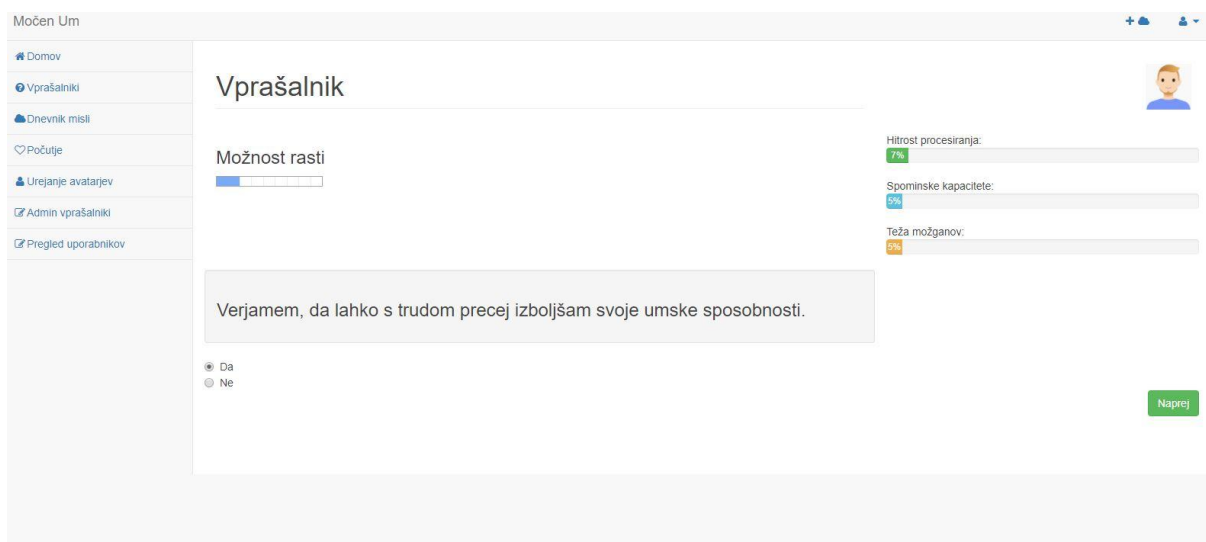 Močen Um
Domov
Vprašalniki
Dnevnik misli
Počutje
Urejanje avatarjev
Admin vprašalniki
Pregled uporabnikov
Vprašalnik
Možnost rasti
Hitrost procesiranja:
7%
Spominske kapacitete:
5%
Teža možganov:
5%
Verjamem, da lahko s trudom precej izboljšam svoje umske sposobnosti.
Da
Ne
Naprej